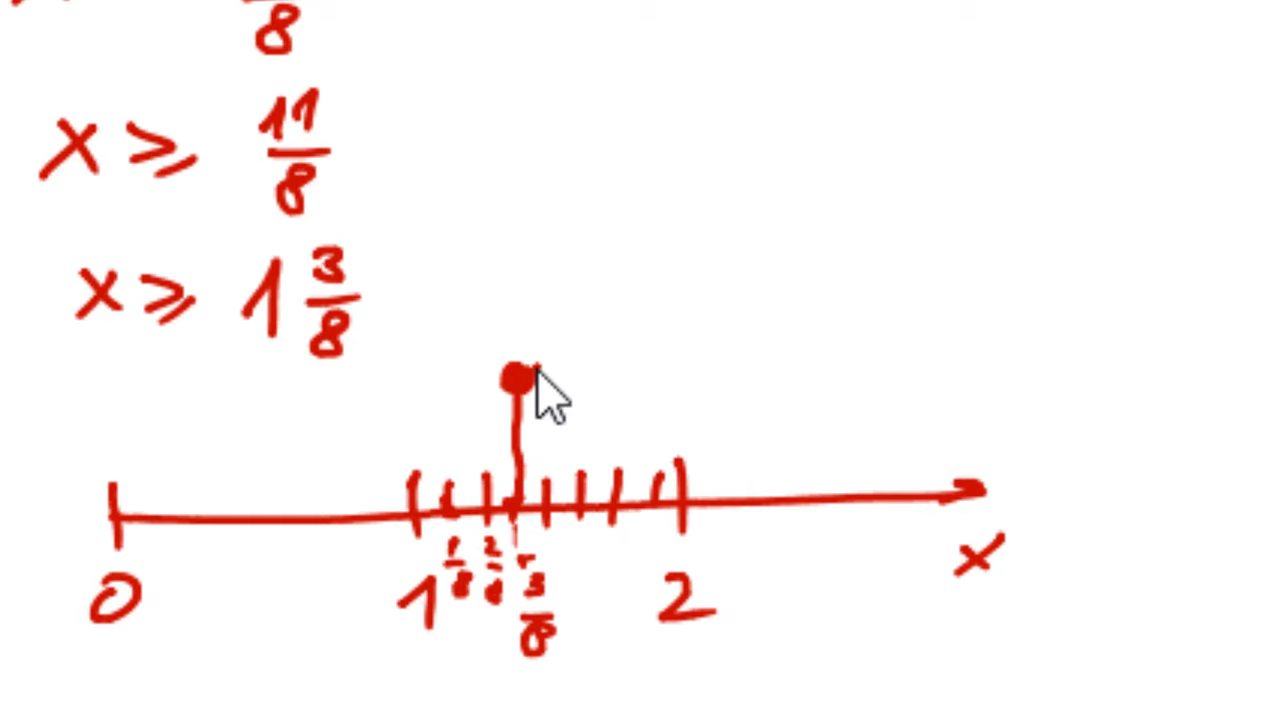 8
x ≥ 11/8
x ≥ 1 3/8
0 1 1/8 2/8 3/8 2 x